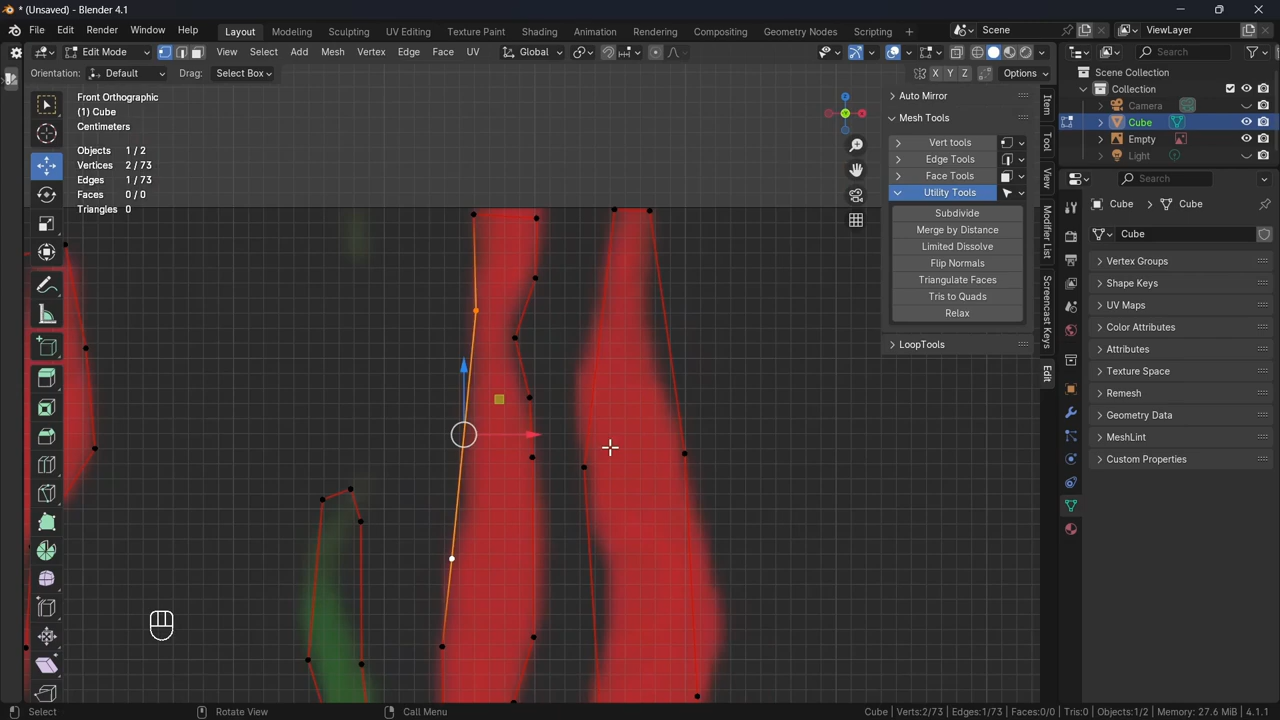 * (Unsaved) - Blender 4.1
File Edit Render Window Help Layout Modeling Sculpting UV Editing Texture Paint Shading Animation Rendering Compositing Geometry Nodes Scripting + Scene ViewLayer
Edit Mode View Select Add Mesh Vertex Edge Face UV Global Search
Orientation: Default Drag: Select Box X Y Z Options
Scene Collection
Collection
Camera
Cube
Empty
Light
Front Orthographic
(1) Cube
Centimeters
Objects 1 / 2
Vertices 2 / 73
Edges 1 / 73
Faces 0 / 0
Triangles 0
Auto Mirror
Mesh Tools
Vert tools
Edge Tools
Face Tools
Utility Tools
Subdivide
Merge by Distance
Limited Dissolve
Flip Normals
Triangulate Faces
Tris to Quads
Relax
LoopTools
Item
Tool
View
Modifier List
Screencast Keys
Edit
Search
Cube Cube
Cube
Vertex Groups
Shape Keys
UV Maps
Color Attributes
Attributes
Texture Space
Remesh
Geometry Data
MeshLint
Custom Properties
Select Rotate View Call Menu Cube | Verts:2/73 | Edges:1/73 | Faces:0/0 | Tris:0 | Objects:1/2 | Memory: 27.6 MiB | 4.1.1